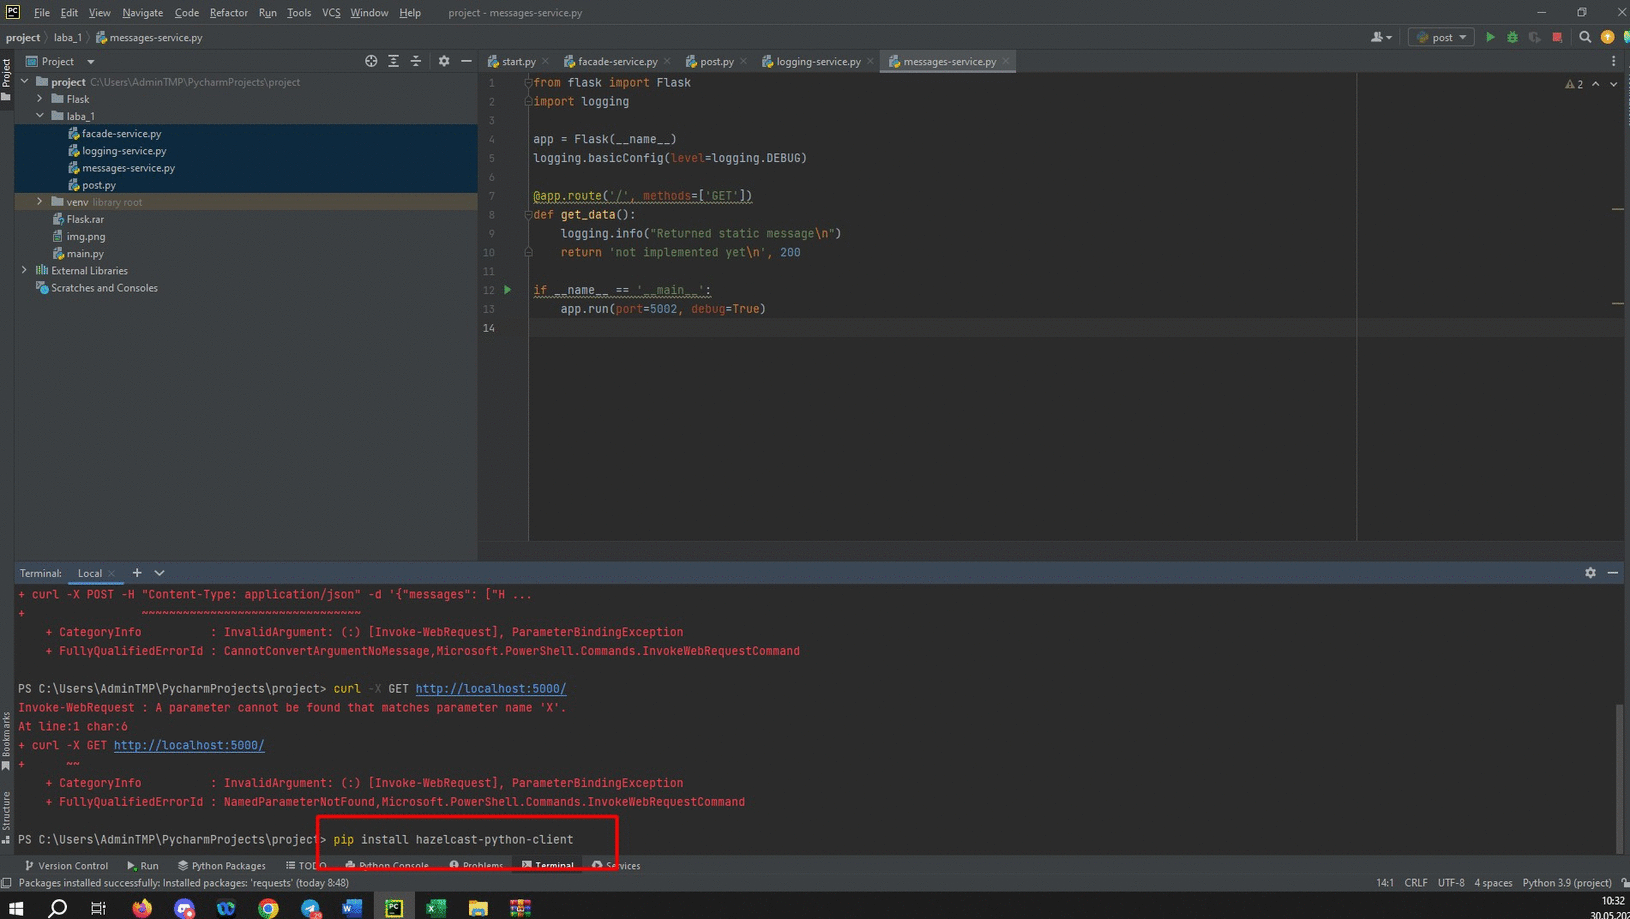 PC File Edit View Navigate Code Refactor Run Tools VCS Window Help project - messages-service.py
project laba_1 messages-service.py post
Project
Project start.py facade-service.py post.py logging-service.py messages-service.py
project C:\Users\AdminTMP\PycharmProjects\project
Flask
laba_1
facade-service.py
logging-service.py
messages-service.py
post.py
venv library root
Flask.rar
img.png
main.py
External Libraries
Scratches and Consoles
2
1 from flask import Flask
2 import logging
3
4 app = Flask(__name__)
5 logging.basicConfig(level=logging.DEBUG)
6
7 @app.route('/', methods=['GET'])
8 def get_data():
9 logging.info("Returned static message\n")
10 return 'not implemented yet\n', 200
11
12 if __name__ == '__main__':
13 app.run(port=5002, debug=True)
14
Terminal: Local
+ curl -X POST -H "Content-Type: application/json" -d '{"messages": ["H ...
+ ~~~~~~~~~~~~~~~~~~~~~~~~~~~~~~~~
+ CategoryInfo : InvalidArgument: (:) [Invoke-WebRequest], ParameterBindingException
+ FullyQualifiedErrorId : CannotConvertArgumentNoMessage,Microsoft.PowerShell.Commands.InvokeWebRequestCommand
PS C:\Users\AdminTMP\PycharmProjects\project> curl -X GET http://localhost:5000/
Invoke-WebRequest : A parameter cannot be found that matches parameter name 'X'.
At line:1 char:6
+ curl -X GET http://localhost:5000/
+ ~~
+ CategoryInfo : InvalidArgument: (:) [Invoke-WebRequest], ParameterBindingException
+ FullyQualifiedErrorId : NamedParameterNotFound,Microsoft.PowerShell.Commands.InvokeWebRequestCommand
PS C:\Users\AdminTMP\PycharmProjects\project> pip install hazelcast-python-client
Bookmarks
Structure
Version Control Run Python Packages TODO Python Console Problems Terminal Services
Packages installed successfully: Installed packages: 'requests' (today 8:48) 14:1 CRLF UTF-8 4 spaces Python 3.9 (project)
10:32